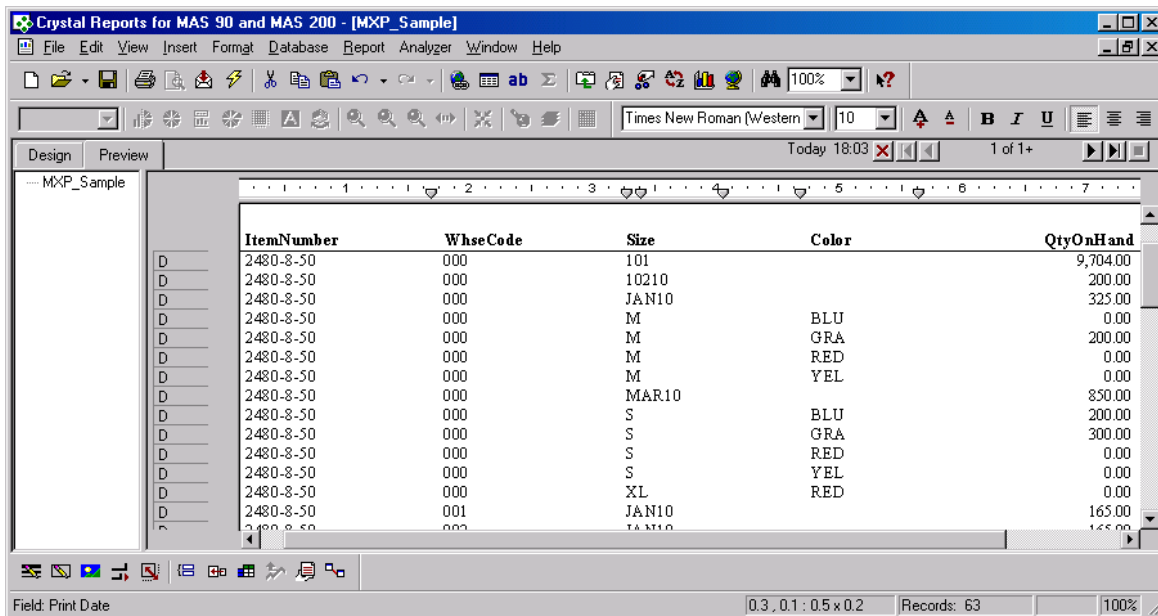 Crystal Reports for MAS 90 and MAS 200 - [MXP_Sample]
File Edit View Insert Format Database Report Analyzer Window Help
ab Σ 100%
A Times New Roman (Western 10 A A B I U
Design Preview Today 18:03 1 of 1+
MXP_Sample
1 2 3 4 5 6 7
ItemNumber WhseCode Size Color QtyOnHand
D 2480-8-50 000 101 9,704.00
D 2480-8-50 000 10210 200.00
D 2480-8-50 000 JAN10 325.00
D 2480-8-50 000 M BLU 0.00
D 2480-8-50 000 M GRA 200.00
D 2480-8-50 000 M RED 0.00
D 2480-8-50 000 M YEL 0.00
D 2480-8-50 000 MAR10 850.00
D 2480-8-50 000 S BLU 200.00
D 2480-8-50 000 S GRA 300.00
D 2480-8-50 000 S RED 0.00
D 2480-8-50 000 S YEL 0.00
D 2480-8-50 000 XL RED 0.00
D 2480-8-50 001 JAN10 165.00
Field: Print Date 0.3 , 0.1 : 0.5 x 0.2 Records: 63 100%